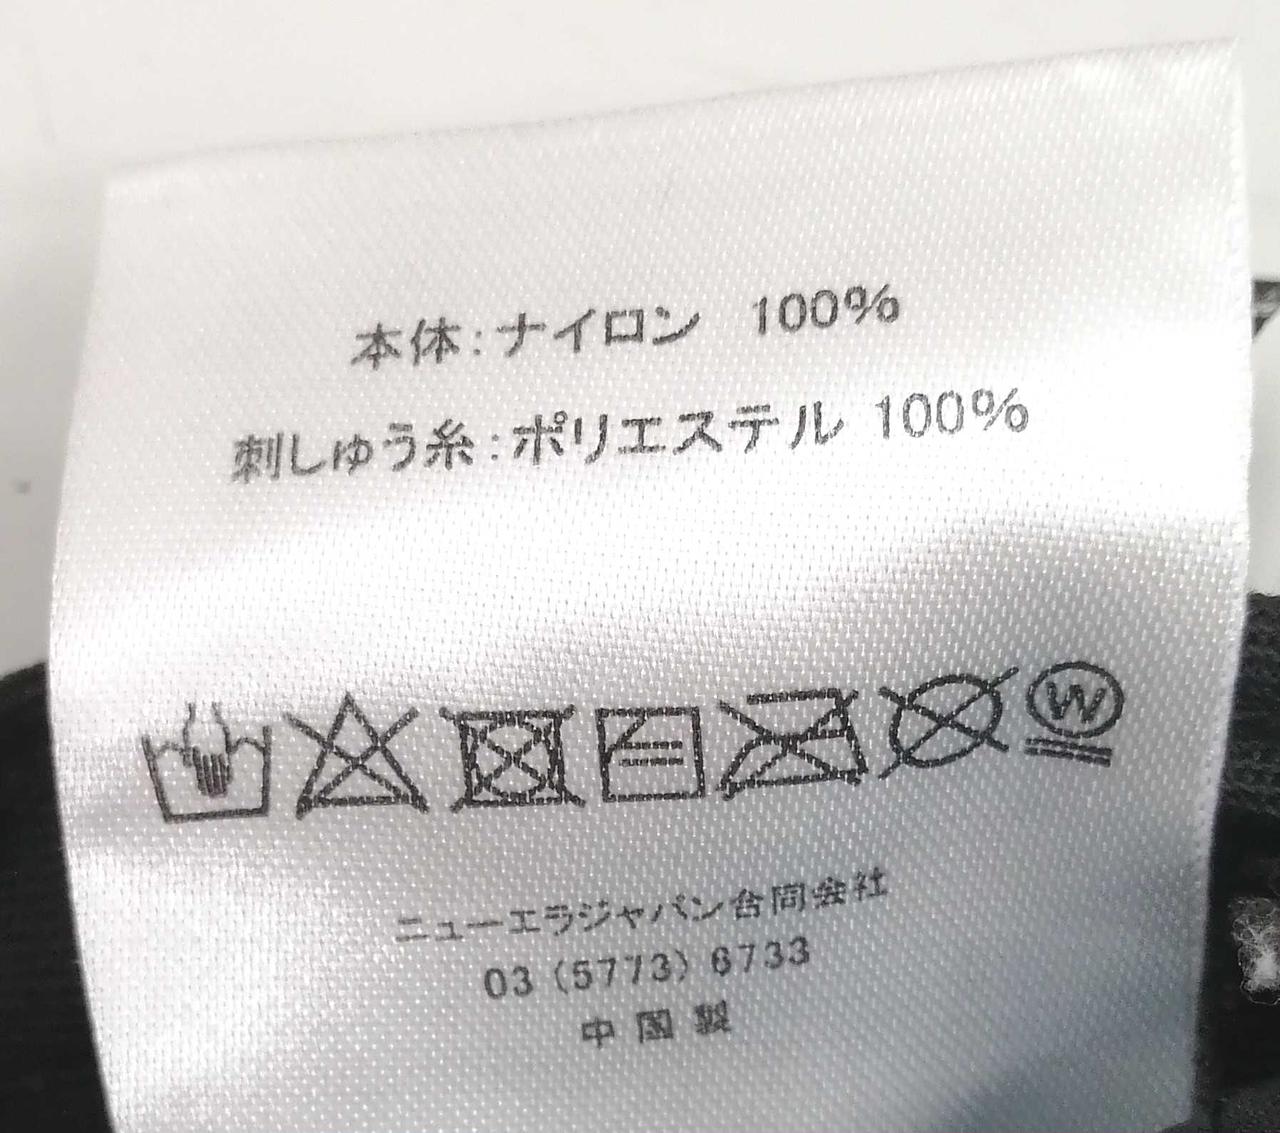 本体:ナイロン 100%
刺しゅう糸:ポリエステル 100%
W
ニューエラジャパン合同会社
03 (5773) 6733
中国製